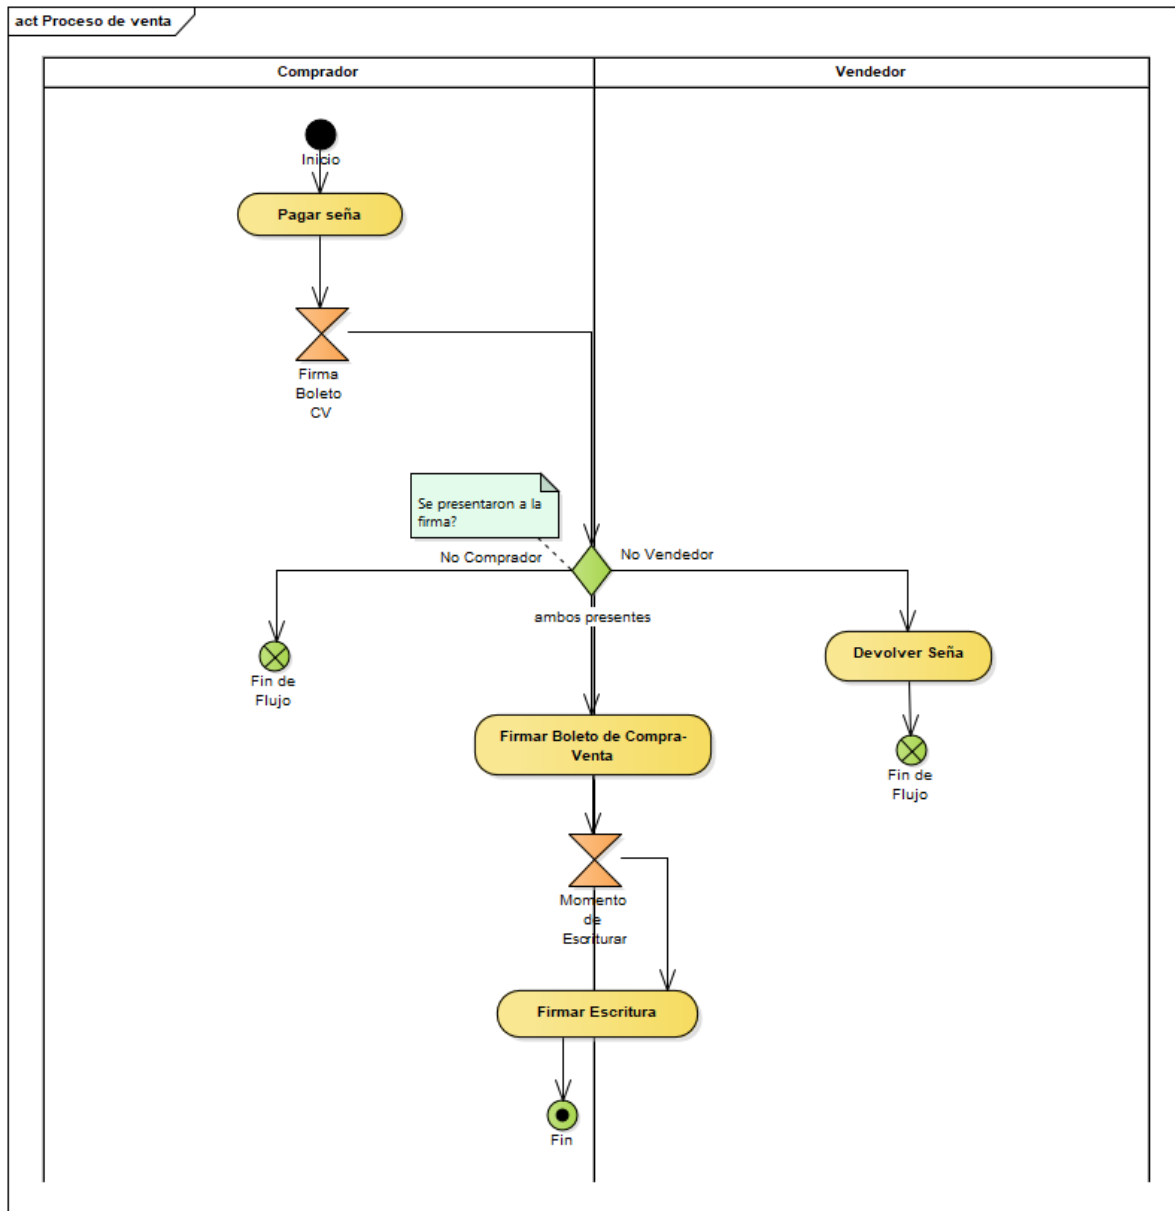 act Proceso de venta
Comprador
Vendedor
Inicio
Pagar seña
Firma
Boleto
CV
Se presentaron a la
firma?
No Comprador
No Vendedor
ambos presentes
Fin de
Flujo
Devolver Seña
Firmar Boleto de Compra-
Venta
Fin de
Flujo
Momento
de
Escriturar
Firmar Escritura
Fin